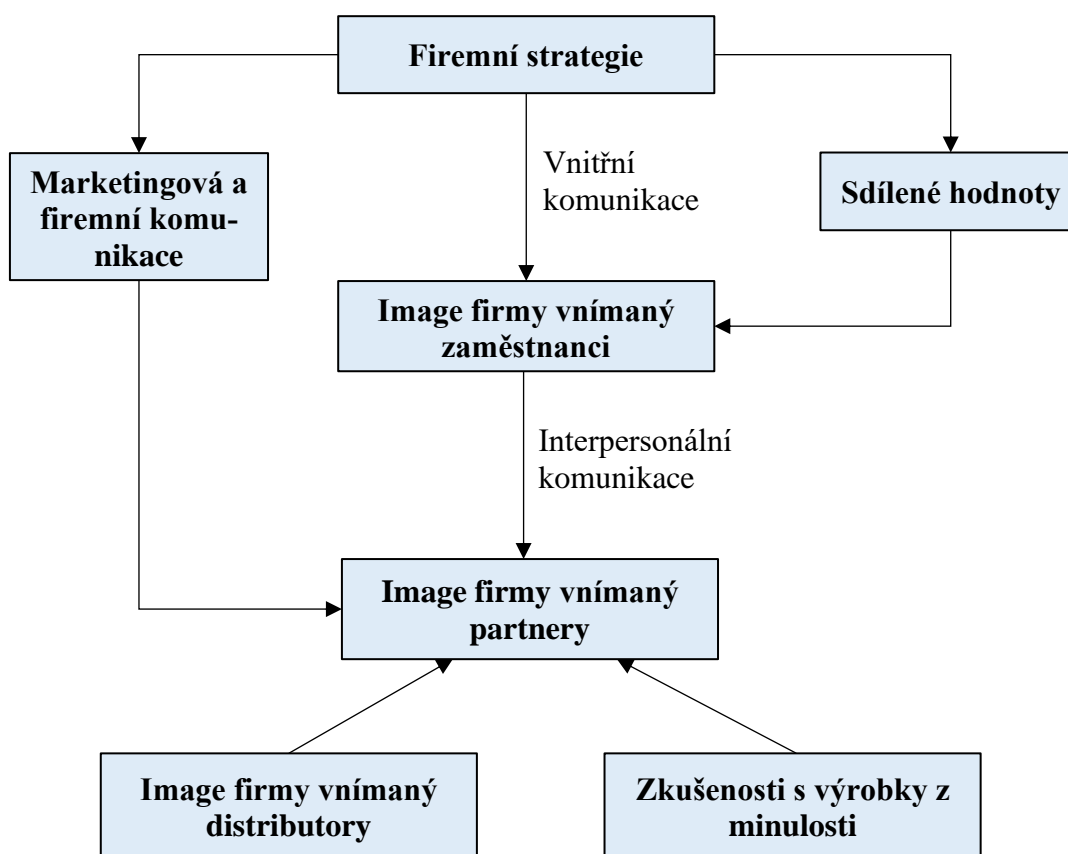 Firemní strategie
Vnitřní
komunikace
Marketingová a
firemní komu-
nikace
Sdílené hodnoty
Image firmy vnímaný
zaměstnanci
Interpersonální
komunikace
Image firmy vnímaný
partnery
Image firmy vnímaný
distributory
Zkušenosti s výrobky z
minulosti